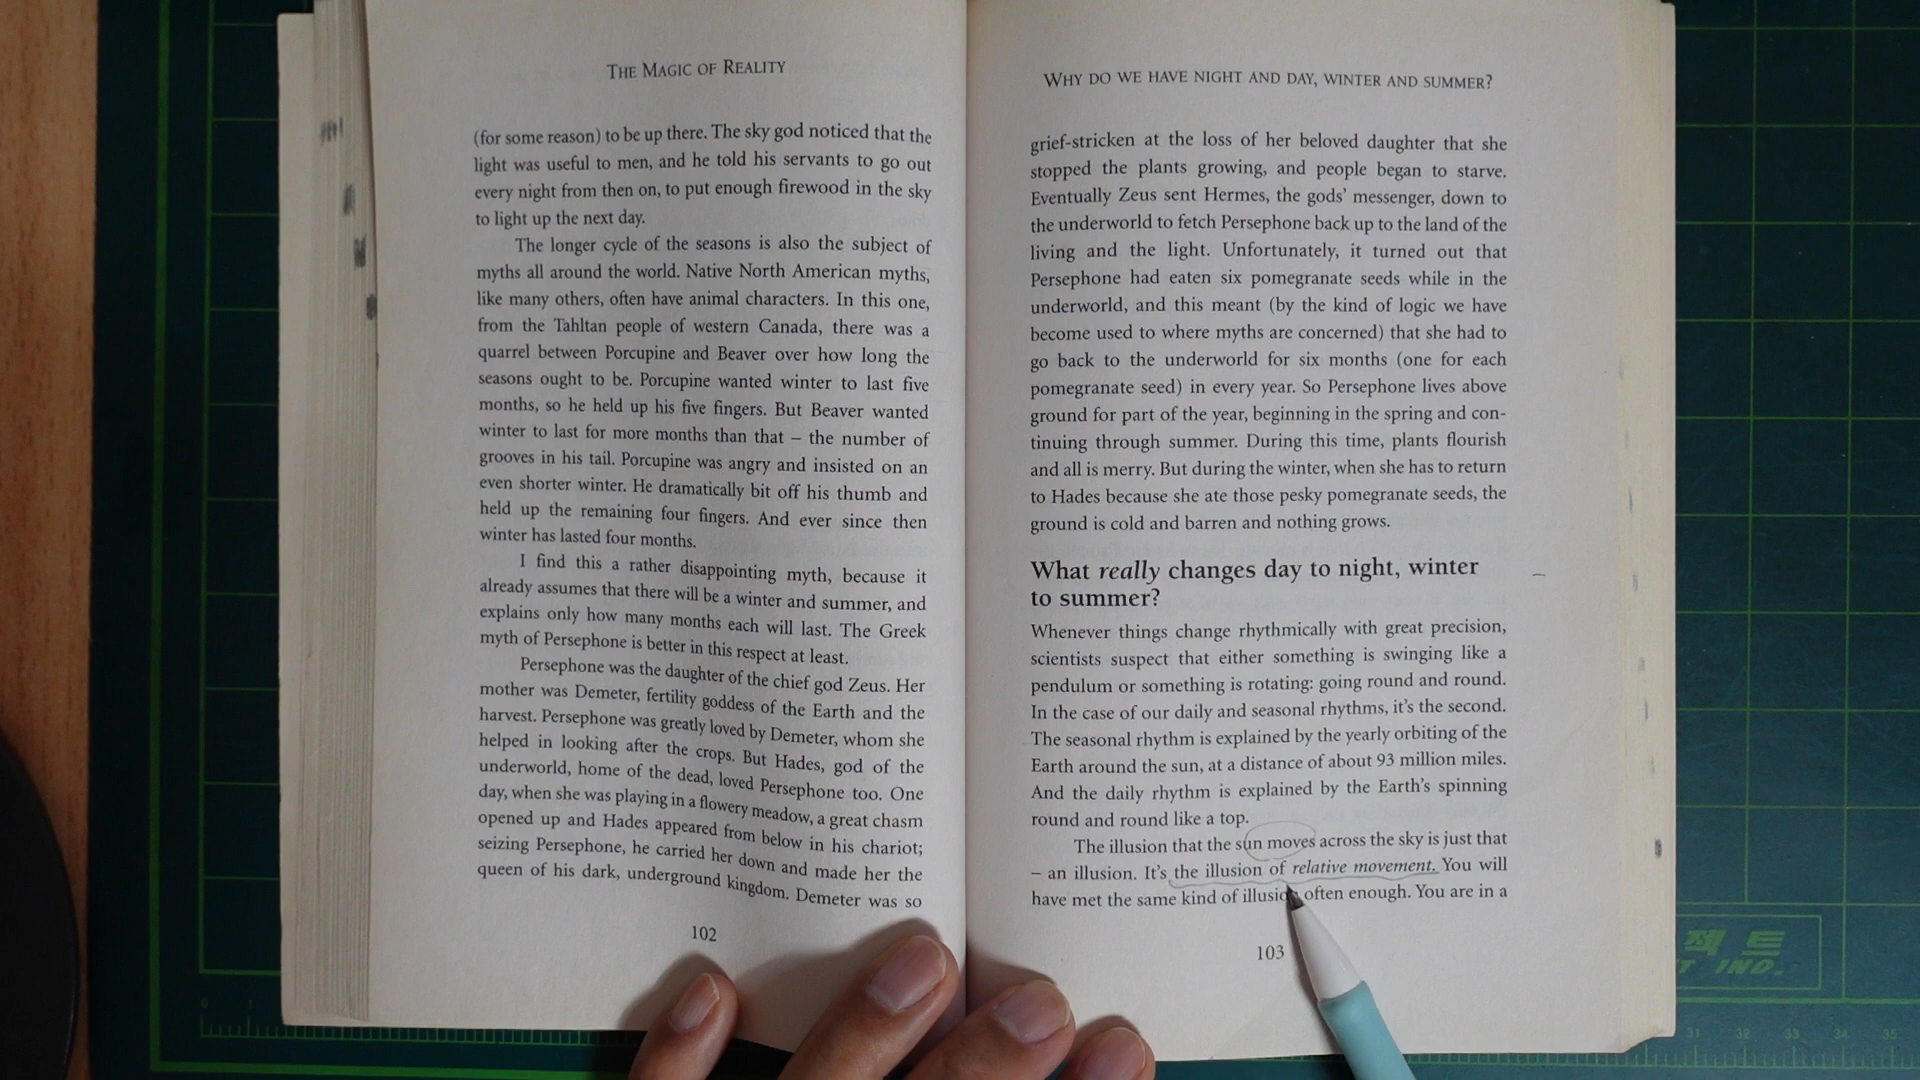 THE MAGIC OF REALITY
(for some reason) to be up there. The sky god noticed that the
light was useful to men, and he told his servants to go out
every night from then on, to put enough firewood in the sky
to light up the next day.
The longer cycle of the seasons is also the subject of
myths all around the world. Native North American myths,
like many others, often have animal characters. In this one,
from the Tahltan people of western Canada, there was a
quarrel between Porcupine and Beaver over how long the
seasons ought to be. Porcupine wanted winter to last five
months, so he held up his five fingers. But Beaver wanted
winter to last for more months than that – the number of
grooves in his tail. Porcupine was angry and insisted on an
even shorter winter. He dramatically bit off his thumb and
held up the remaining four fingers. And ever since then
winter has lasted four months.
I find this a rather disappointing myth, because it
already assumes that there will be a winter and summer, and
explains only how many months each will last. The Greek
myth of Persephone is better in this respect at least.
Persephone was the daughter of the chief god Zeus. Her
mother was Demeter, fertility goddess of the Earth and the
harvest. Persephone was greatly loved by Demeter, whom she
helped in looking after the crops. But Hades, god of the
underworld, home of the dead, loved Persephone too. One
day, when she was playing in a flowery meadow, a great chasm
opened up and Hades appeared from below in his chariot;
seizing Persephone, he carried her down and made her the
queen of his dark, underground kingdom. Demeter was so
102
WHY DO WE HAVE NIGHT AND DAY, WINTER AND SUMMER?
grief-stricken at the loss of her beloved daughter that she
stopped the plants growing, and people began to starve.
Eventually Zeus sent Hermes, the gods' messenger, down to
the underworld to fetch Persephone back up to the land of the
living and the light. Unfortunately, it turned out that
Persephone had eaten six pomegranate seeds while in the
underworld, and this meant (by the kind of logic we have
become used to where myths are concerned) that she had to
go back to the underworld for six months (one for each
pomegranate seed) in every year. So Persephone lives above
ground for part of the year, beginning in the spring and con-
tinuing through summer. During this time, plants flourish
and all is merry. But during the winter, when she has to return
to Hades because she ate those pesky pomegranate seeds, the
ground is cold and barren and nothing grows.
What really changes day to night, winter
to summer?
Whenever things change rhythmically with great precision,
scientists suspect that either something is swinging like a
pendulum or something is rotating: going round and round.
In the case of our daily and seasonal rhythms, it's the second.
The seasonal rhythm is explained by the yearly orbiting of the
Earth around the sun, at a distance of about 93 million miles.
And the daily rhythm is explained by the Earth's spinning
round and round like a top.
The illusion that the sun moves across the sky is just that
– an illusion. It's the illusion of relative movement. You will
have met the same kind of illusion often enough. You are in a
103
젝트
IND.
0 1
31 32 33 34 35